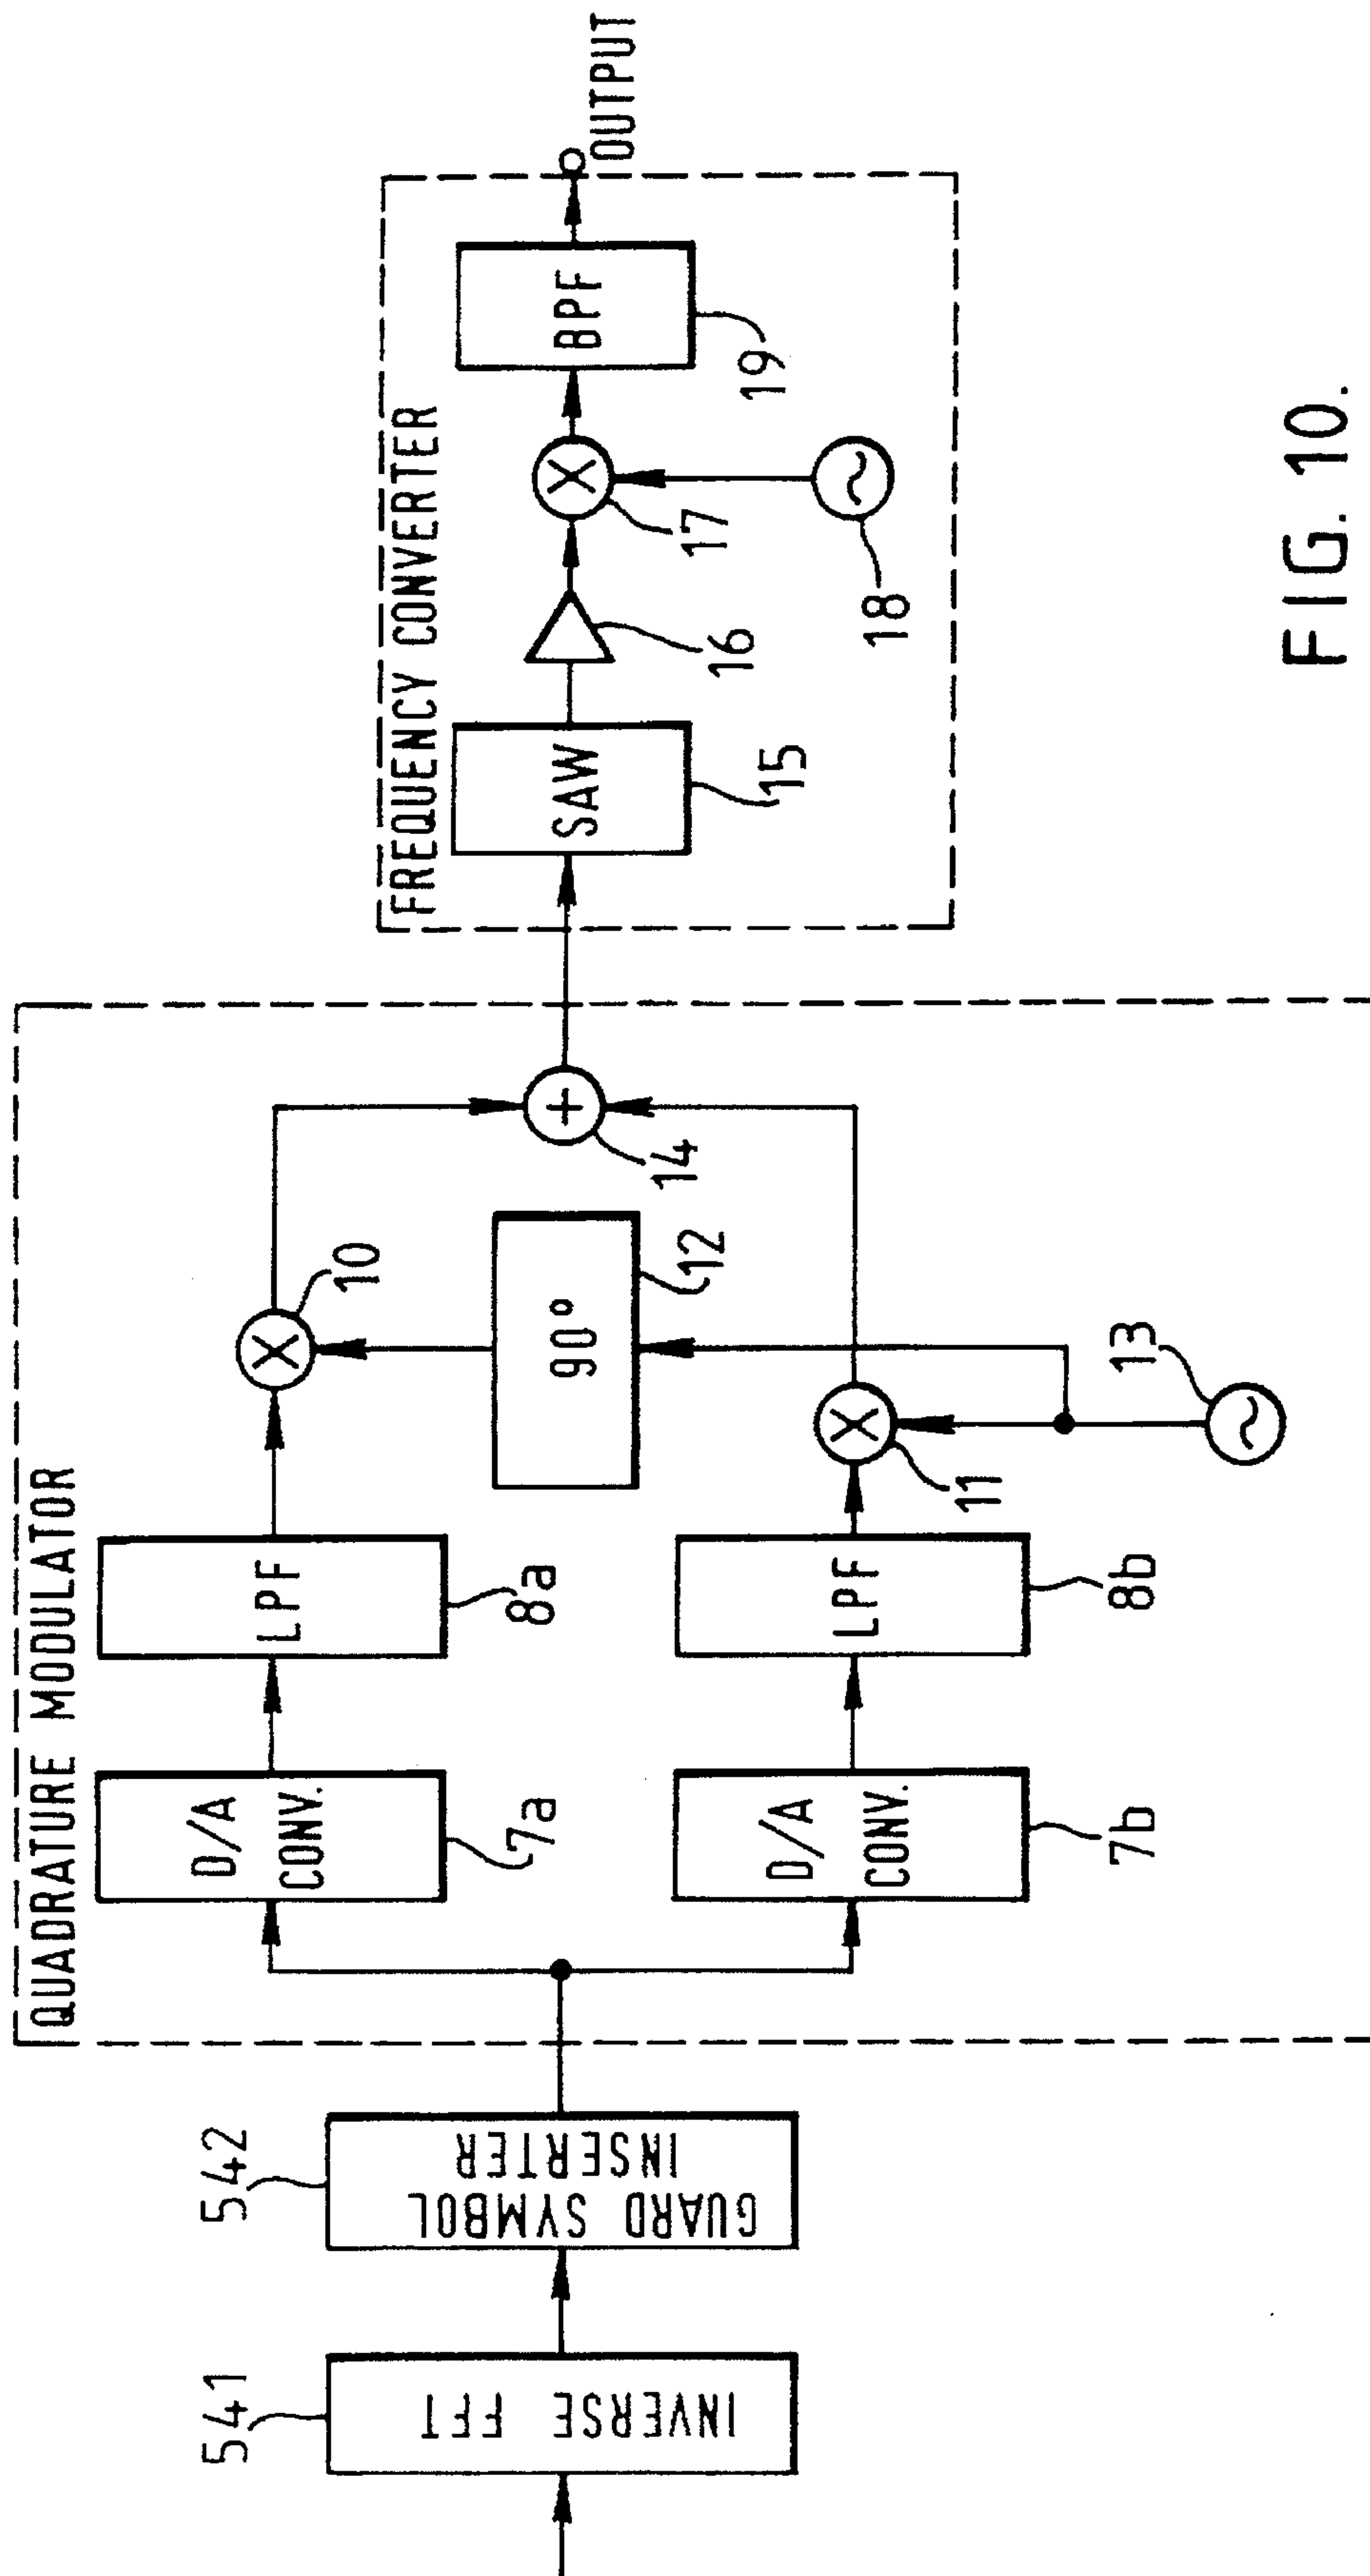 541
INVERSE FFT
542
GUARD SYMBOL
INSERTER
QUADRATURE MODULATOR
D/A
CONV.
7a
LPF
8a
10
90°
12
D/A
CONV.
7b
LPF
8b
11
13
14
FREQUENCY CONVERTER
SAW
15
16
17
18
BPF
19
OUTPUT
FIG. 10.